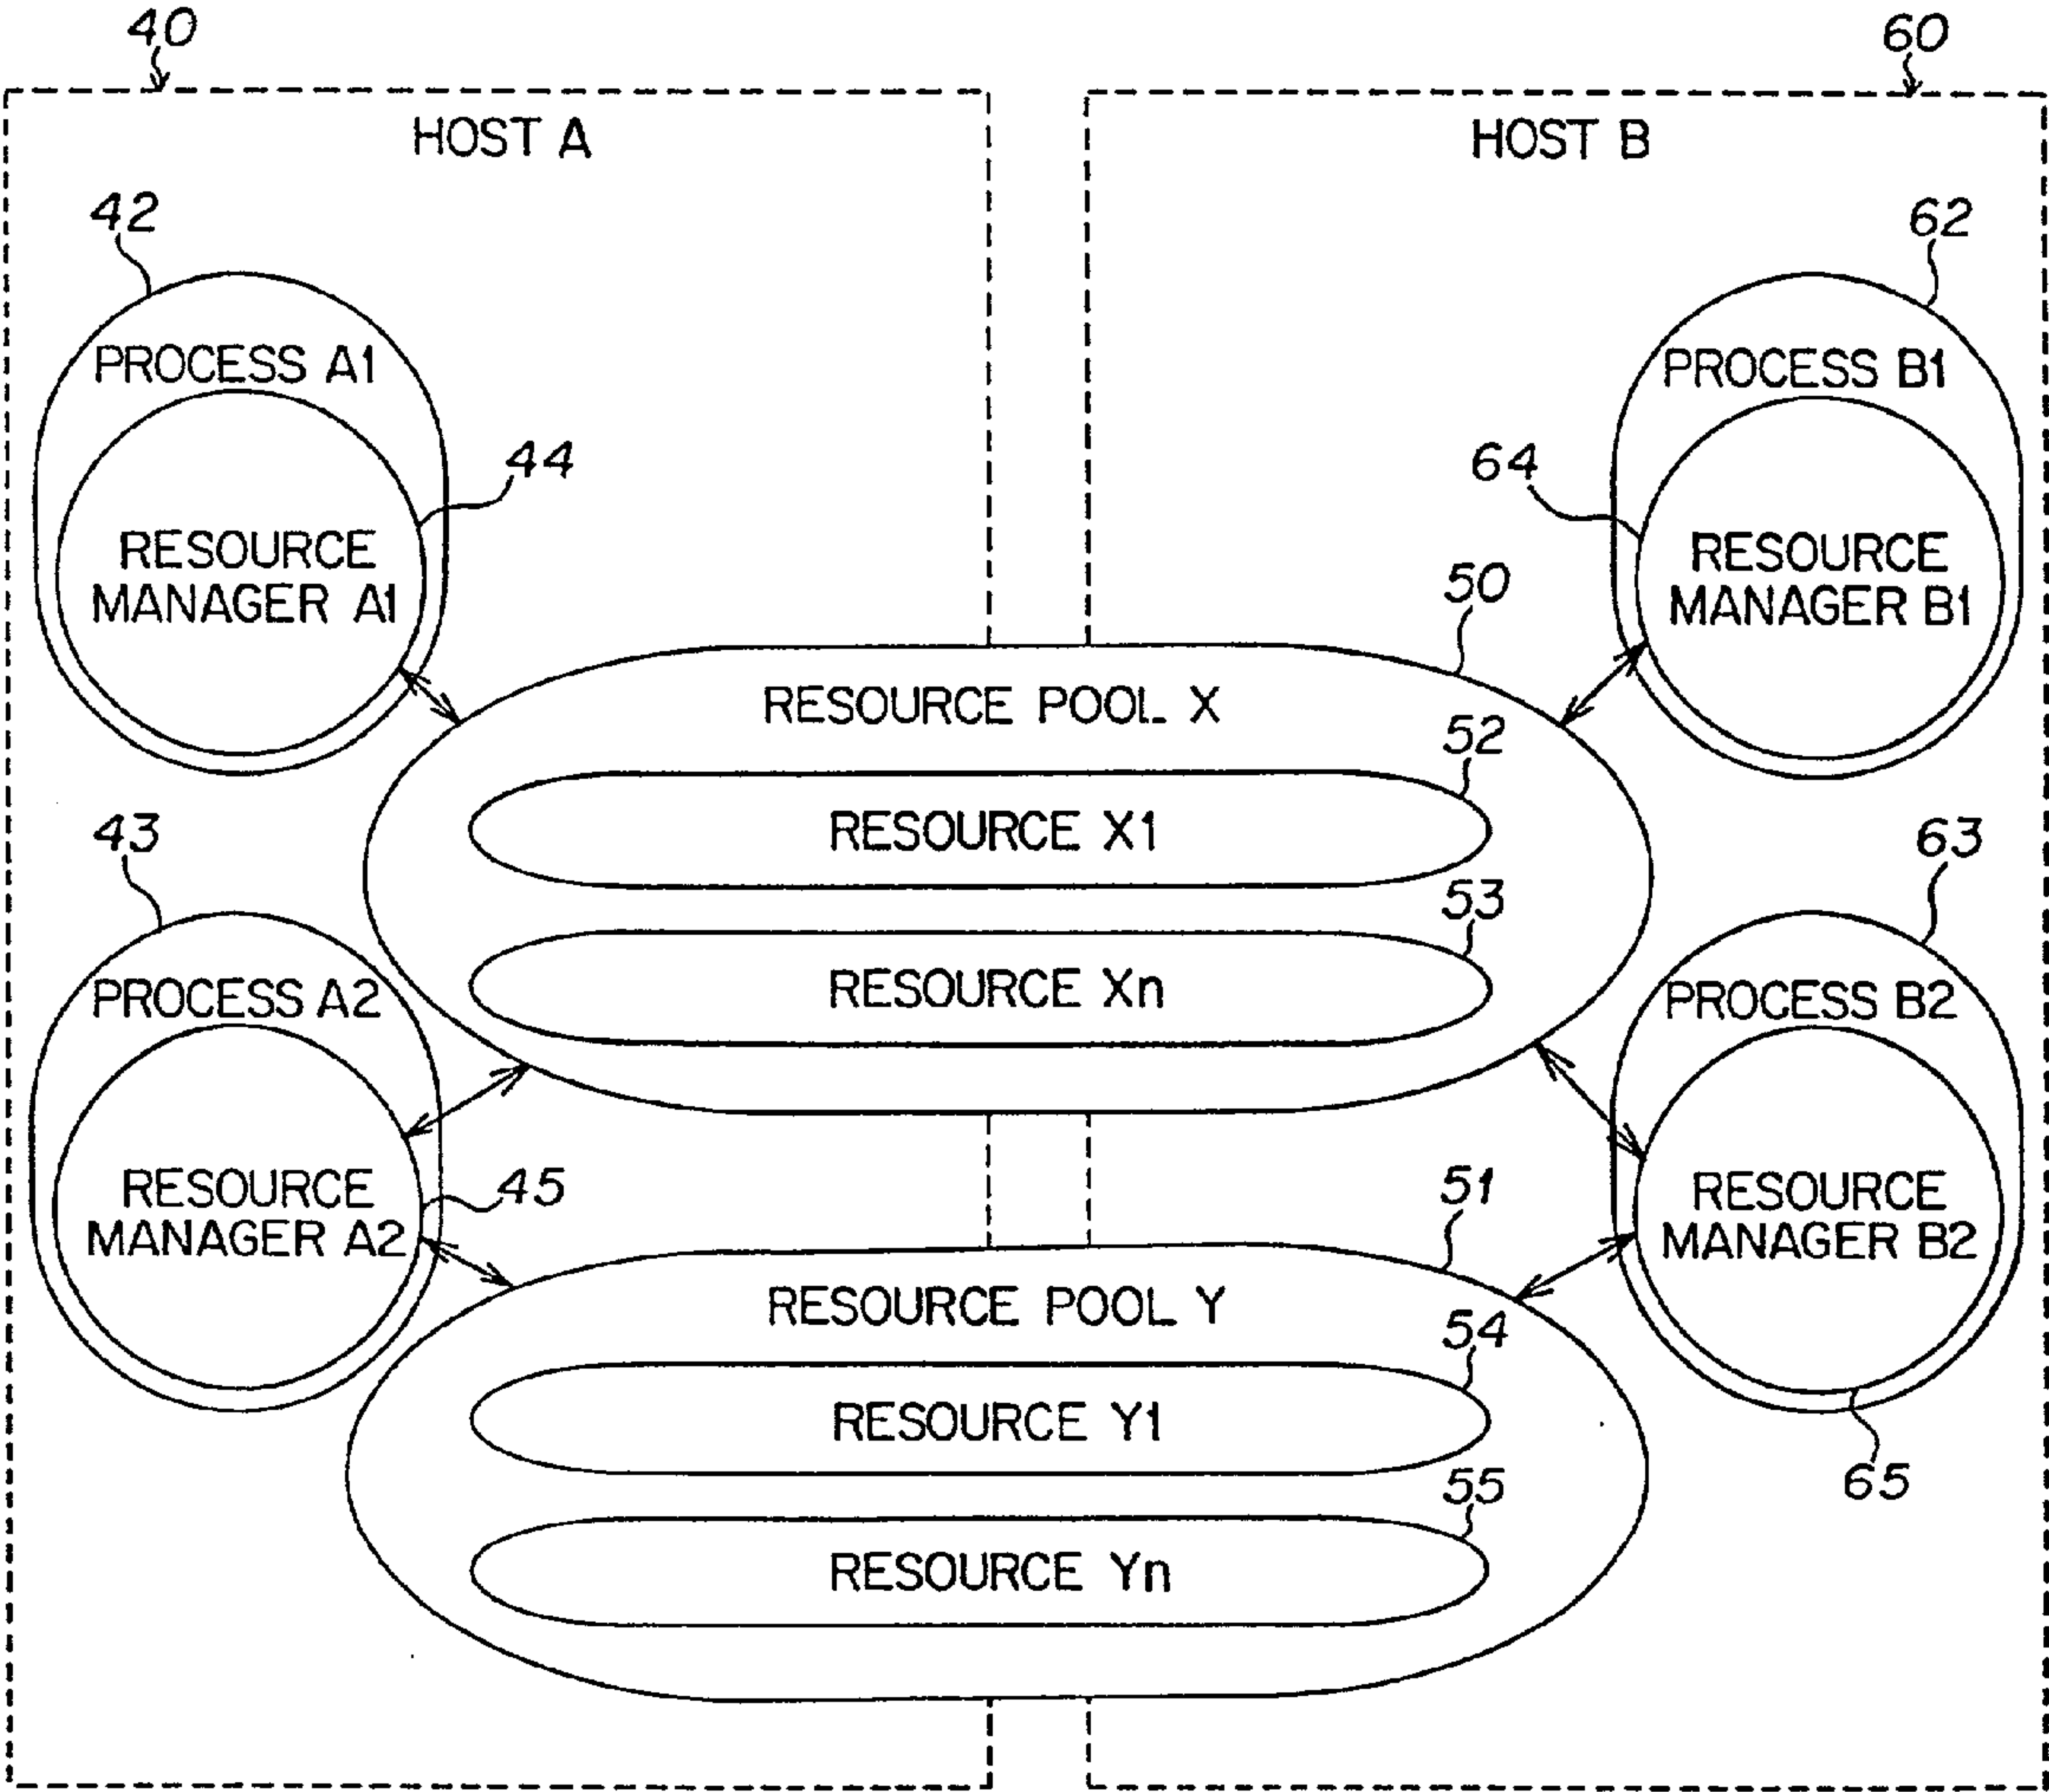 40
60
HOST A
HOST B
42
62
PROCESS A1
PROCESS B1
44
64
RESOURCE
MANAGER A1
RESOURCE
MANAGER B1
50
RESOURCE POOL X
52
RESOURCE X1
43
63
53
RESOURCE Xn
PROCESS A2
PROCESS B2
45
RESOURCE
MANAGER A2
RESOURCE
MANAGER B2
51
RESOURCE POOL Y
54
RESOURCE Y1
65
55
RESOURCE Yn